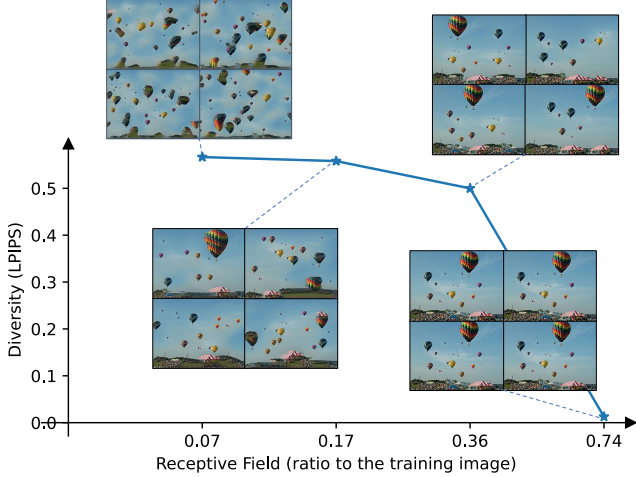 0.5
0.4
0.3
0.2
0.1
0.0
Diversity (LPIPS)
0.07 0.17 0.36 0.74
Receptive Field (ratio to the training image)